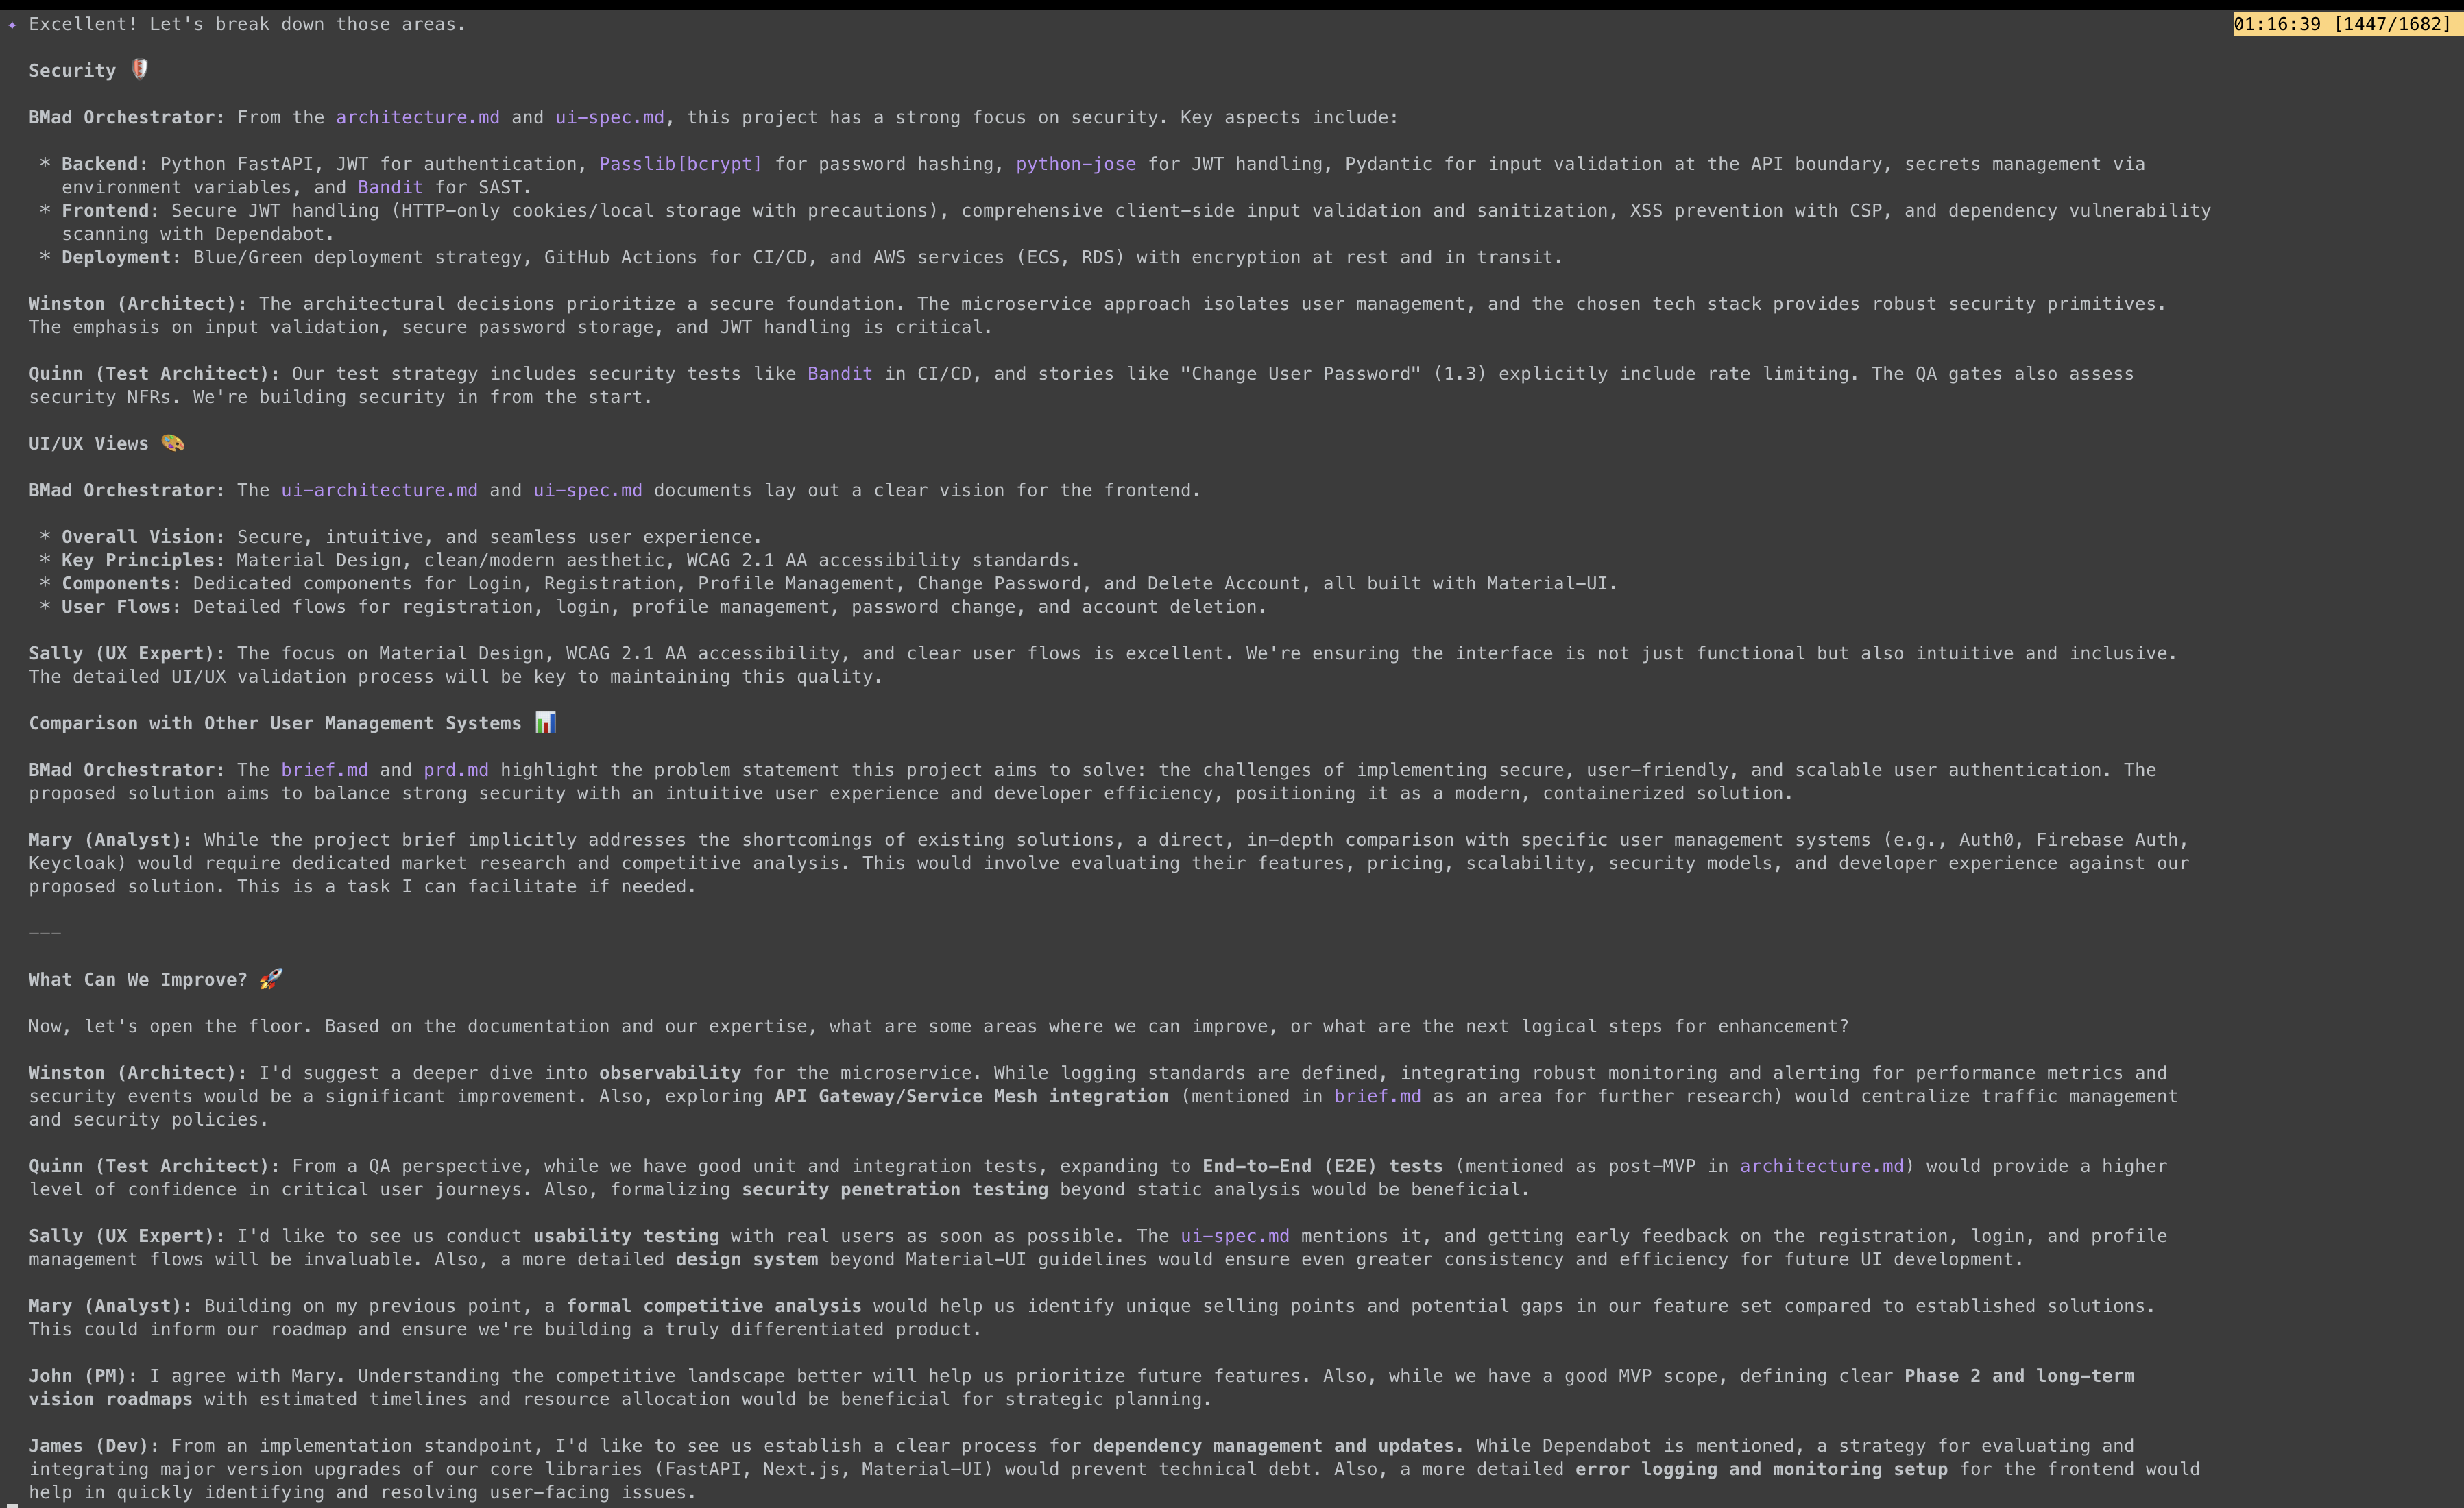 ✦ Excellent! Let's break down those areas.
01:16:39 [1447/1682]
Security 🛡️
BMad Orchestrator: From the architecture.md and ui-spec.md, this project has a strong focus on security. Key aspects include:
* Backend: Python FastAPI, JWT for authentication, Passlib[bcrypt] for password hashing, python-jose for JWT handling, Pydantic for input validation at the API boundary, secrets management via
environment variables, and Bandit for SAST.
* Frontend: Secure JWT handling (HTTP-only cookies/local storage with precautions), comprehensive client-side input validation and sanitization, XSS prevention with CSP, and dependency vulnerability
scanning with Dependabot.
* Deployment: Blue/Green deployment strategy, GitHub Actions for CI/CD, and AWS services (ECS, RDS) with encryption at rest and in transit.
Winston (Architect): The architectural decisions prioritize a secure foundation. The microservice approach isolates user management, and the chosen tech stack provides robust security primitives.
The emphasis on input validation, secure password storage, and JWT handling is critical.
Quinn (Test Architect): Our test strategy includes security tests like Bandit in CI/CD, and stories like "Change User Password" (1.3) explicitly include rate limiting. The QA gates also assess
security NFRs. We're building security in from the start.
UI/UX Views 🎨
BMad Orchestrator: The ui-architecture.md and ui-spec.md documents lay out a clear vision for the frontend.
* Overall Vision: Secure, intuitive, and seamless user experience.
* Key Principles: Material Design, clean/modern aesthetic, WCAG 2.1 AA accessibility standards.
* Components: Dedicated components for Login, Registration, Profile Management, Change Password, and Delete Account, all built with Material-UI.
* User Flows: Detailed flows for registration, login, profile management, password change, and account deletion.
Sally (UX Expert): The focus on Material Design, WCAG 2.1 AA accessibility, and clear user flows is excellent. We're ensuring the interface is not just functional but also intuitive and inclusive.
The detailed UI/UX validation process will be key to maintaining this quality.
Comparison with Other User Management Systems 📊
BMad Orchestrator: The brief.md and prd.md highlight the problem statement this project aims to solve: the challenges of implementing secure, user-friendly, and scalable user authentication. The
proposed solution aims to balance strong security with an intuitive user experience and developer efficiency, positioning it as a modern, containerized solution.
Mary (Analyst): While the project brief implicitly addresses the shortcomings of existing solutions, a direct, in-depth comparison with specific user management systems (e.g., Auth0, Firebase Auth,
Keycloak) would require dedicated market research and competitive analysis. This would involve evaluating their features, pricing, scalability, security models, and developer experience against our
proposed solution. This is a task I can facilitate if needed.
---
What Can We Improve? 🚀
Now, let's open the floor. Based on the documentation and our expertise, what are some areas where we can improve, or what are the next logical steps for enhancement?
Winston (Architect): I'd suggest a deeper dive into observability for the microservice. While logging standards are defined, integrating robust monitoring and alerting for performance metrics and
security events would be a significant improvement. Also, exploring API Gateway/Service Mesh integration (mentioned in brief.md as an area for further research) would centralize traffic management
and security policies.
Quinn (Test Architect): From a QA perspective, while we have good unit and integration tests, expanding to End-to-End (E2E) tests (mentioned as post-MVP in architecture.md) would provide a higher
level of confidence in critical user journeys. Also, formalizing security penetration testing beyond static analysis would be beneficial.
Sally (UX Expert): I'd like to see us conduct usability testing with real users as soon as possible. The ui-spec.md mentions it, and getting early feedback on the registration, login, and profile
management flows will be invaluable. Also, a more detailed design system beyond Material-UI guidelines would ensure even greater consistency and efficiency for future UI development.
Mary (Analyst): Building on my previous point, a formal competitive analysis would help us identify unique selling points and potential gaps in our feature set compared to established solutions.
This could inform our roadmap and ensure we're building a truly differentiated product.
John (PM): I agree with Mary. Understanding the competitive landscape better will help us prioritize future features. Also, while we have a good MVP scope, defining clear Phase 2 and long-term
vision roadmaps with estimated timelines and resource allocation would be beneficial for strategic planning.
James (Dev): From an implementation standpoint, I'd like to see us establish a clear process for dependency management and updates. While Dependabot is mentioned, a strategy for evaluating and
integrating major version upgrades of our core libraries (FastAPI, Next.js, Material-UI) would prevent technical debt. Also, a more detailed error logging and monitoring setup for the frontend would
help in quickly identifying and resolving user-facing issues.